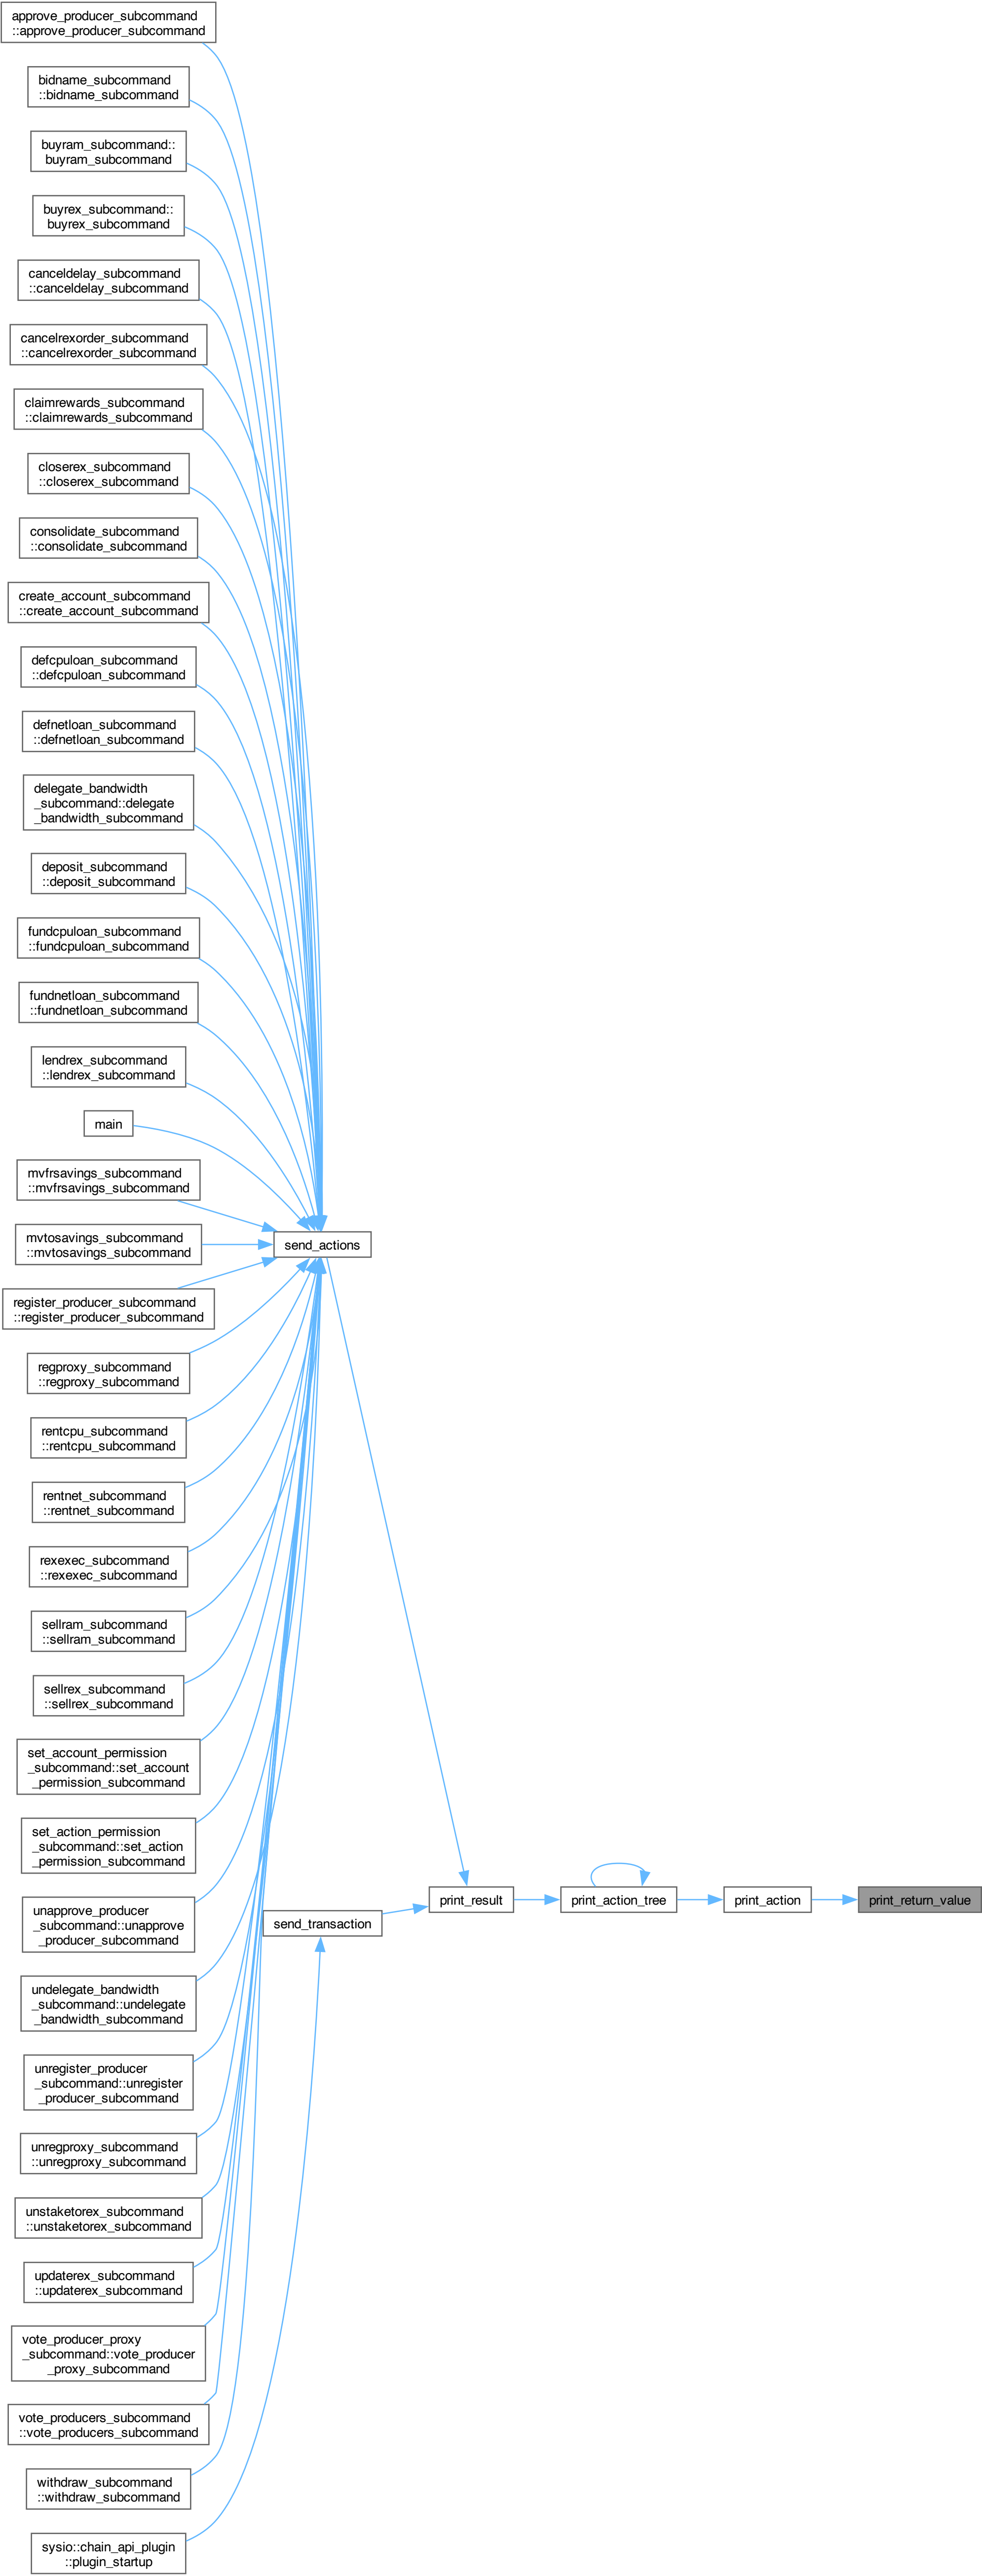 approve_producer_subcommand
::approve_producer_subcommand
bidname_subcommand
::bidname_subcommand
buyram_subcommand::
buyram_subcommand
buyrex_subcommand::
buyrex_subcommand
canceldelay_subcommand
::canceldelay_subcommand
cancelrexorder_subcommand
::cancelrexorder_subcommand
claimrewards_subcommand
::claimrewards_subcommand
closerex_subcommand
::closerex_subcommand
consolidate_subcommand
::consolidate_subcommand
create_account_subcommand
::create_account_subcommand
defcpuloan_subcommand
::defcpuloan_subcommand
defnetloan_subcommand
::defnetloan_subcommand
delegate_bandwidth
_subcommand::delegate
_bandwidth_subcommand
deposit_subcommand
::deposit_subcommand
fundcpuloan_subcommand
::fundcpuloan_subcommand
fundnetloan_subcommand
::fundnetloan_subcommand
lendrex_subcommand
::lendrex_subcommand
main
mvfrsavings_subcommand
::mvfrsavings_subcommand
mvtosavings_subcommand
::mvtosavings_subcommand
send_actions
register_producer_subcommand
::register_producer_subcommand
regproxy_subcommand
::regproxy_subcommand
rentcpu_subcommand
::rentcpu_subcommand
rentnet_subcommand
::rentnet_subcommand
rexexec_subcommand
::rexexec_subcommand
sellram_subcommand
::sellram_subcommand
sellrex_subcommand
::sellrex_subcommand
set_account_permission
_subcommand::set_account
_permission_subcommand
set_action_permission
_subcommand::set_action
_permission_subcommand
unapprove_producer
_subcommand::unapprove
_producer_subcommand
send_transaction
print_result
print_action_tree
print_action
print_return_value
undelegate_bandwidth
_subcommand::undelegate
_bandwidth_subcommand
unregister_producer
_subcommand::unregister
_producer_subcommand
unregproxy_subcommand
::unregproxy_subcommand
unstaketorex_subcommand
::unstaketorex_subcommand
updaterex_subcommand
::updaterex_subcommand
vote_producer_proxy
_subcommand::vote_producer
_proxy_subcommand
vote_producers_subcommand
::vote_producers_subcommand
withdraw_subcommand
::withdraw_subcommand
sysio::chain_api_plugin
::plugin_startup